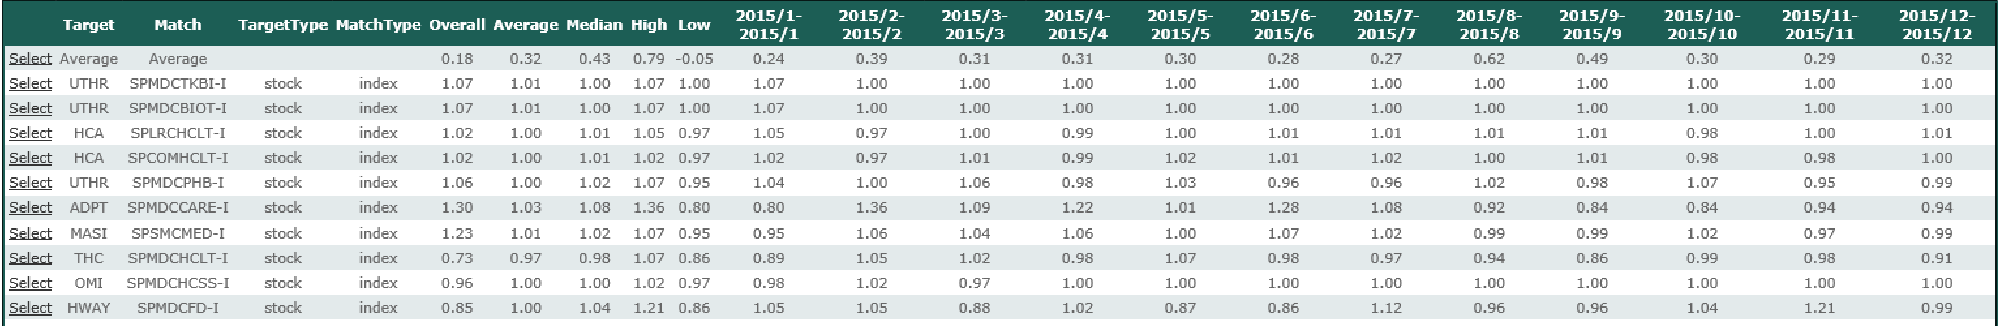 Target Match TargetType MatchType Overall Average Median High Low 2015/1-2015/1 2015/2-2015/2 2015/3-2015/3 2015/4-2015/4 2015/5-2015/5 2015/6-2015/6 2015/7-2015/7 2015/8-2015/8 2015/9-2015/9 2015/10-2015/10 2015/11-2015/11 2015/12-2015/12
Select Average Average 0.18 0.32 0.43 0.79 -0.05 0.24 0.39 0.31 0.31 0.30 0.28 0.27 0.62 0.49 0.30 0.29 0.32
Select UTHR SPMDCTKBI-I stock index 1.07 1.01 1.00 1.07 1.00 1.07 1.00 1.00 1.00 1.00 1.00 1.00 1.00 1.00 1.00 1.00 1.00
Select UTHR SPMDCBIOT-I stock index 1.07 1.01 1.00 1.07 1.00 1.07 1.00 1.00 1.00 1.00 1.00 1.00 1.00 1.00 1.00 1.00 1.00
Select HCA SPLRCHCLT-I stock index 1.02 1.00 1.01 1.05 0.97 1.05 0.97 1.00 0.99 1.00 1.01 1.01 1.01 1.01 0.98 1.00 1.01
Select HCA SPCOMHCLT-I stock index 1.02 1.00 1.01 1.02 0.97 1.02 0.97 1.01 0.99 1.02 1.01 1.02 1.00 1.01 0.98 0.98 1.00
Select UTHR SPMDCPHB-I stock index 1.06 1.00 1.02 1.07 0.95 1.04 1.00 1.06 0.98 1.03 0.96 0.96 1.02 0.98 1.07 0.95 0.99
Select ADPT SPMDCCARE-I stock index 1.30 1.03 1.08 1.36 0.80 0.80 1.36 1.09 1.22 1.01 1.28 1.08 0.92 0.84 0.84 0.94 0.94
Select MASI SPSMCMED-I stock index 1.23 1.01 1.02 1.07 0.95 0.95 1.06 1.04 1.06 1.00 1.07 1.02 0.99 0.99 1.02 0.97 0.99
Select THC SPMDCHCLT-I stock index 0.73 0.97 0.98 1.07 0.86 0.89 1.05 1.02 0.98 1.07 0.98 0.97 0.94 0.86 0.99 0.98 0.91
Select OMI SPMDCHCSS-I stock index 0.96 1.00 1.00 1.02 0.97 0.98 1.02 0.97 1.00 1.00 1.00 1.00 1.00 1.00 1.00 1.00 1.00
Select HWAY SPMDCFD-I stock index 0.85 1.00 1.04 1.21 0.86 1.05 1.05 0.88 1.02 0.87 0.86 1.12 0.96 0.96 1.04 1.21 0.99